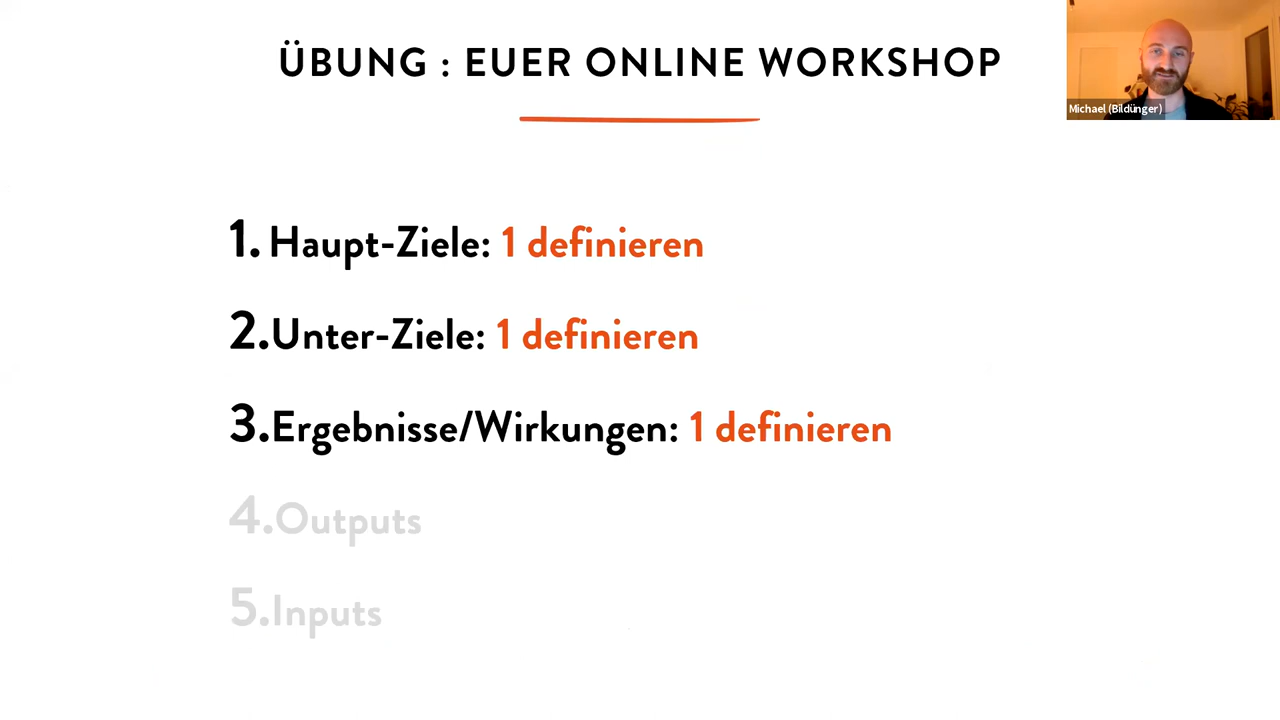 ÜBUNG : EUER ONLINE WORKSHOP
Michael (Bildünger)
1. Haupt-Ziele: 1 definieren
2.Unter-Ziele: 1 definieren
3.Ergebnisse/Wirkungen: 1 definieren
4.Outputs
5.Inputs